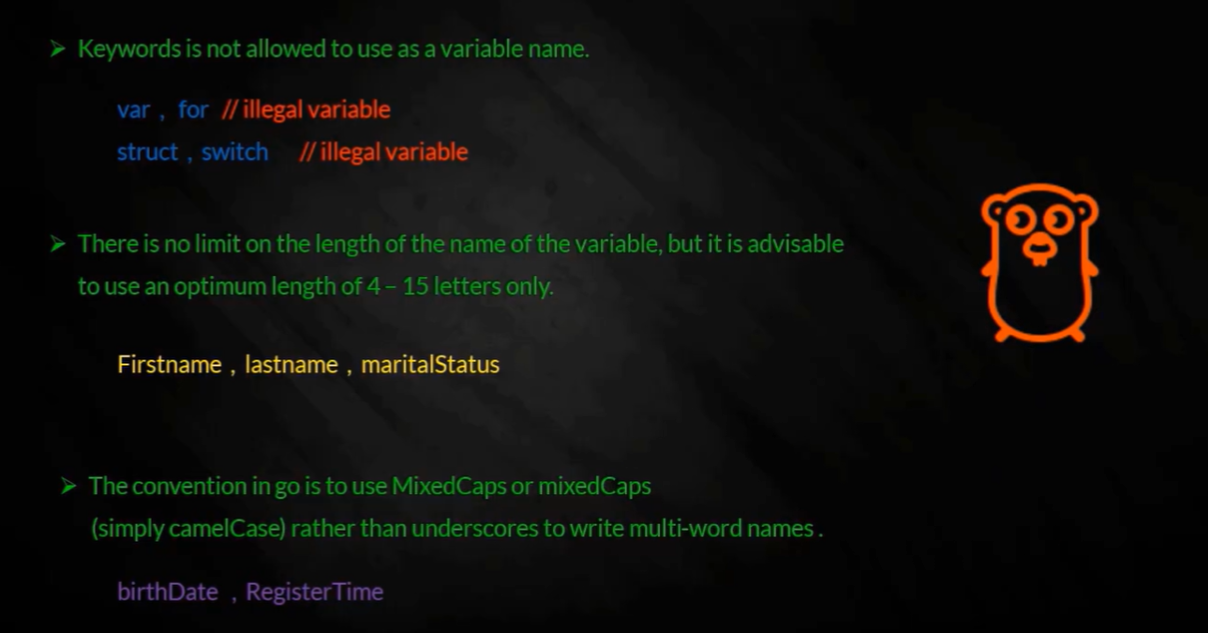 ➢ Keywords is not allowed to use as a variable name.
var , for // illegal variable
struct , switch // illegal variable
➢ There is no limit on the length of the name of the variable, but it is advisable
to use an optimum length of 4 – 15 letters only.
Firstname , lastname , maritalStatus
➢ The convention in go is to use MixedCaps or mixedCaps
(simply camelCase) rather than underscores to write multi-word names .
birthDate , RegisterTime